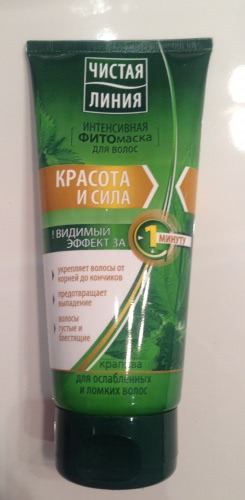 ЧИСТАЯ
ЛИНИЯ
ИНТЕНСИВНАЯ
ФИТОмаска
ДЛЯ ВОЛОС
КРАСОТА
И СИЛА
! ВИДИМЫЙ
ЭФФЕКТ ЗА
1 МИНУТУ
укрепляет волосы от
корней до кончиков
предотвращает
выпадение
волосы
густые и
блестящие
крапива
для ослабленных
и ломких волос